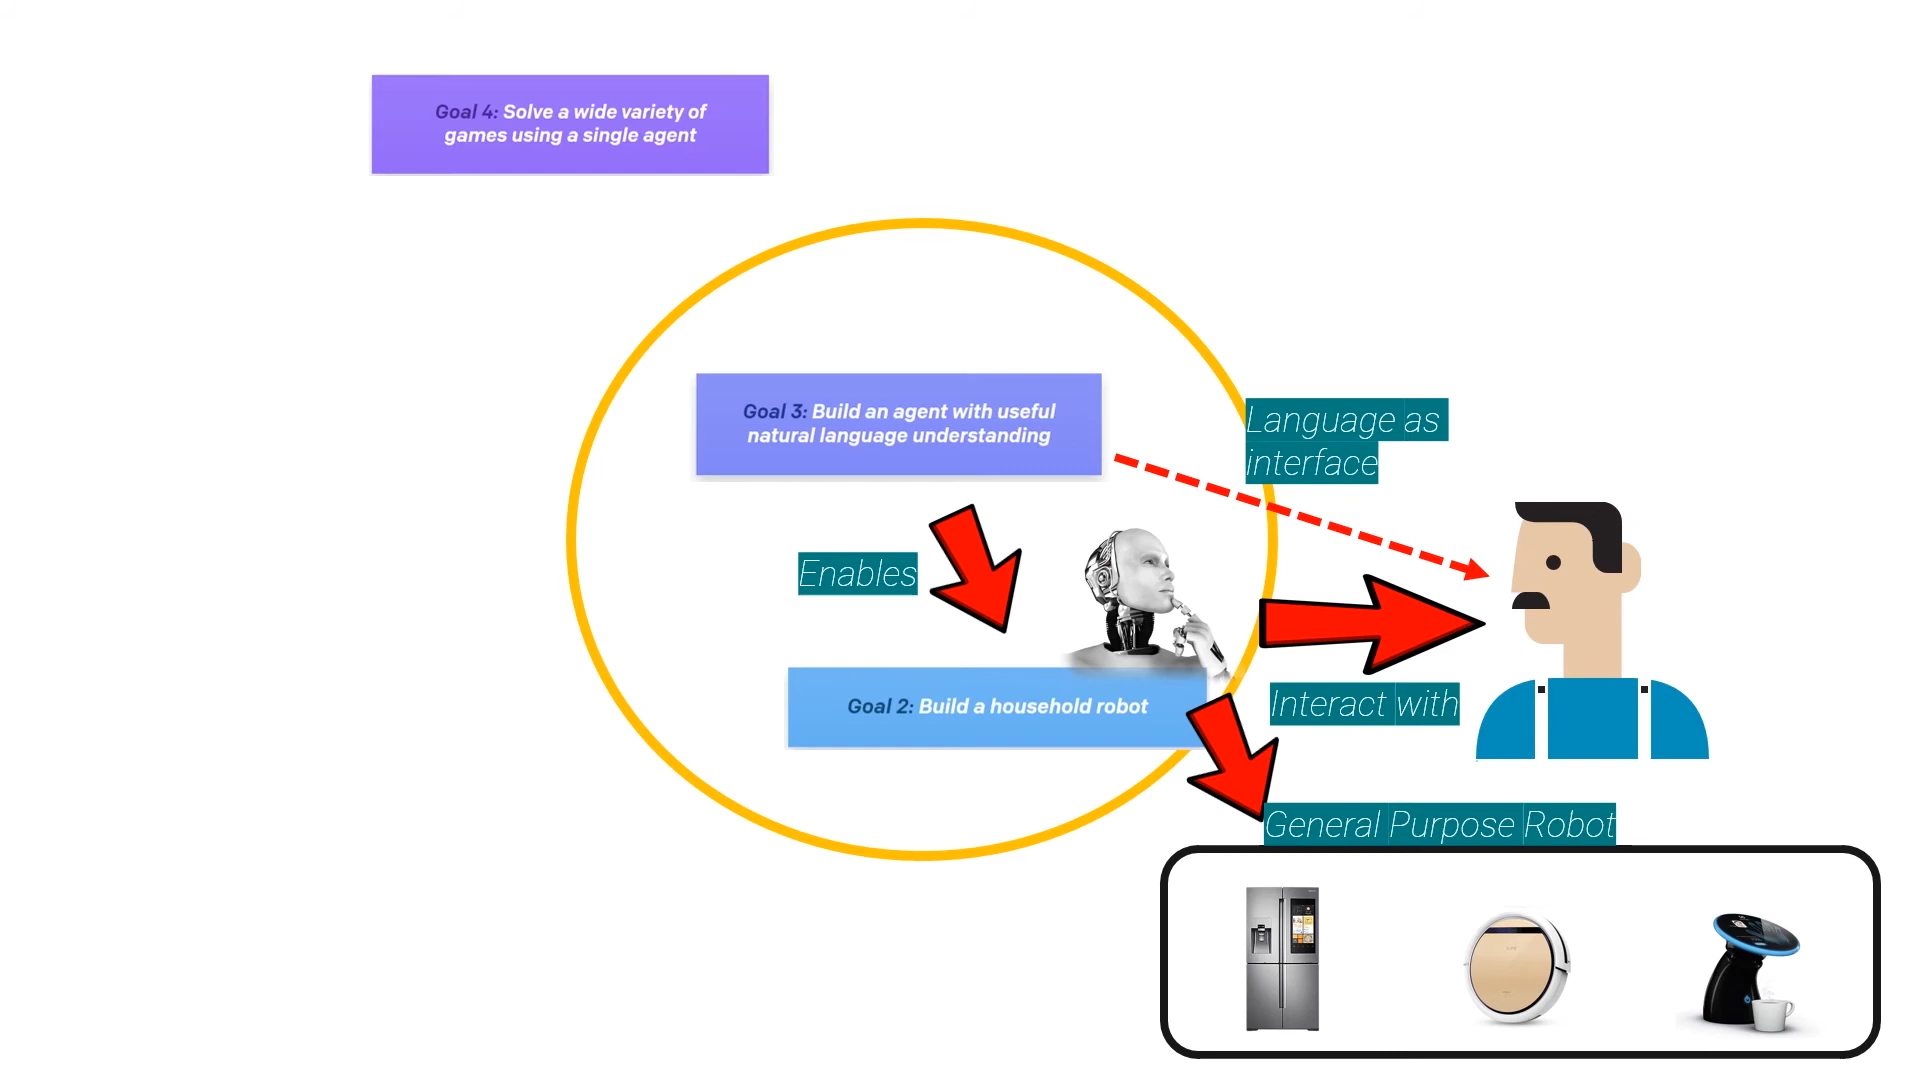 Goal 4: Solve a wide variety of
games using a single agent
Goal 3: Build an agent with useful
natural language understanding
Language as
interface
Enables
Goal 2: Build a household robot
Interact with
General Purpose Robot